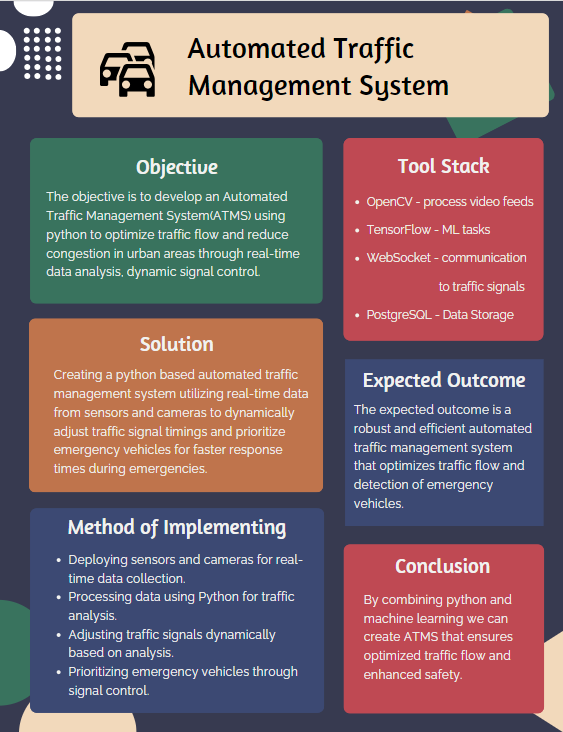 Automated Traffic
Management System
Objective
The objective is to develop an Automated
Traffic Management System(ATMS) using
python to optimize traffic flow and reduce
congestion in urban areas through real-time
data analysis, dynamic signal control.
Solution
Creating a python based automated traffic
management system utilizing real-time data
from sensors and cameras to dynamically
adjust traffic signal timings and prioritize
emergency vehicles for faster response
times during emergencies.
Method of Implementing
• Deploying sensors and cameras for real-
time data collection.
• Processing data using Python for traffic
analysis.
• Adjusting traffic signals dynamically
based on analysis.
• Prioritizing emergency vehicles through
signal control.
Tool Stack
• OpenCV - process video feeds
• TensorFlow - ML tasks
• WebSocket - communication
to traffic signals
• PostgreSQL - Data Storage
Expected Outcome
The expected outcome is a
robust and efficient automated
traffic management system
that optimizes traffic flow and
detection of emergency
vehicles.
Conclusion
By combining python and
machine learning we can
create ATMS that ensures
optimized traffic flow and
enhanced safety.